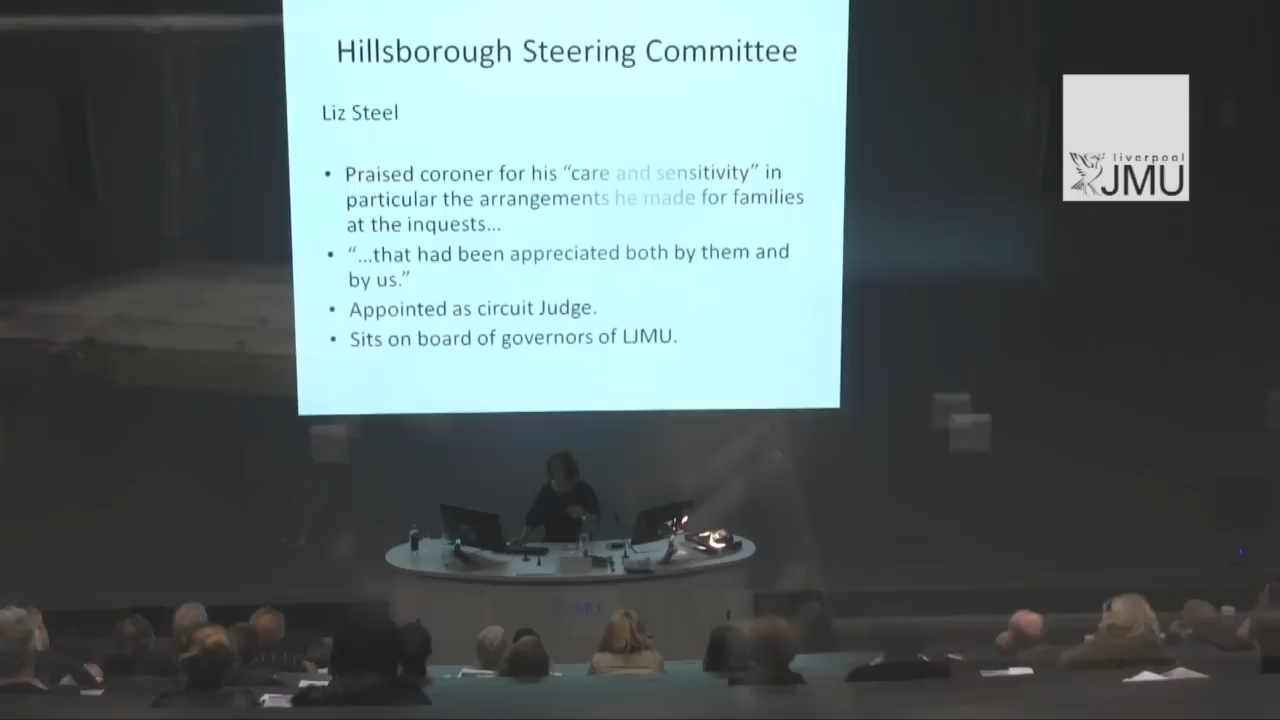 Hillsborough Steering Committee
Liz Steel
• Praised coroner for his “care and sensitivity” in
particular the arrangements he made for families
at the inquests...
• “...that had been appreciated both by them and
by us.”
• Appointed as circuit Judge.
• Sits on board of governors of LJMU.
liverpool
JMU